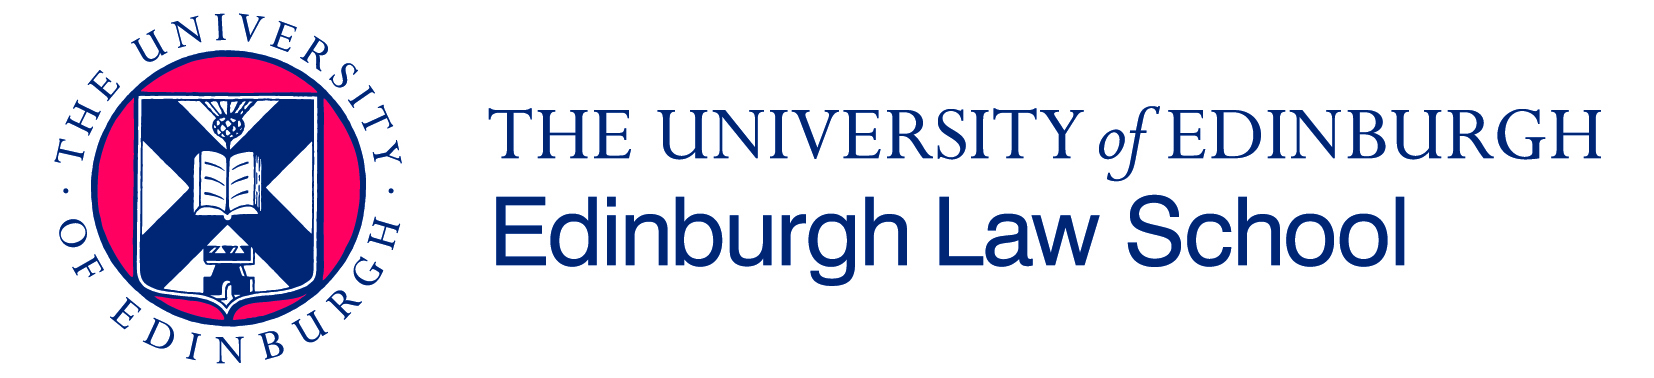 THE UNIVERSITY
· OF EDINBURGH ·
THE UNIVERSITY of EDINBURGH
Edinburgh Law School